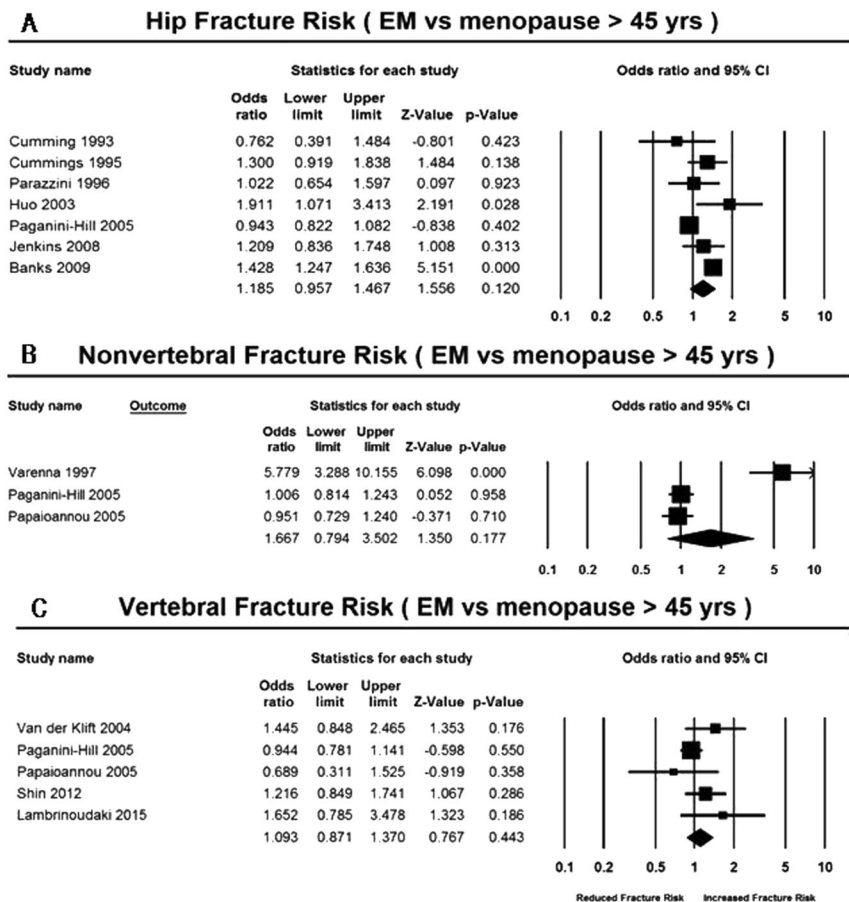 A Hip Fracture Risk ( EM vs menopause > 45 yrs )
Study name Statistics for each study Odds ratio and 95% CI
Odds ratio Lower limit Upper limit Z-Value p-Value
Cumming 1993 0.762 0.391 1.484 -0.801 0.423
Cummings 1995 1.300 0.919 1.838 1.484 0.138
Parazzini 1996 1.022 0.654 1.597 0.097 0.923
Huo 2003 1.911 1.071 3.413 2.191 0.028
Paganini-Hill 2005 0.943 0.822 1.082 -0.838 0.402
Jenkins 2008 1.209 0.836 1.748 1.008 0.313
Banks 2009 1.428 1.247 1.636 5.151 0.000
1.185 0.957 1.467 1.556 0.120
0.1 0.2 0.5 1 2 5 10
B Nonvertebral Fracture Risk ( EM vs menopause > 45 yrs )
Study name Outcome Statistics for each study Odds ratio and 95% CI
Odds ratio Lower limit Upper limit Z-Value p-Value
Varenna 1997 5.779 3.288 10.155 6.098 0.000
Paganini-Hill 2005 1.006 0.814 1.243 0.052 0.958
Papaioannou 2005 0.951 0.729 1.240 -0.371 0.710
1.667 0.794 3.502 1.350 0.177
0.1 0.2 0.5 1 2 5 10
C Vertebral Fracture Risk ( EM vs menopause > 45 yrs )
Study name Statistics for each study Odds ratio and 95% CI
Odds ratio Lower limit Upper limit Z-Value p-Value
Van der Klift 2004 1.445 0.848 2.465 1.353 0.176
Paganini-Hill 2005 0.944 0.781 1.141 -0.598 0.550
Papaioannou 2005 0.689 0.311 1.525 -0.919 0.358
Shin 2012 1.216 0.849 1.741 1.067 0.286
Lambrinoudaki 2015 1.652 0.785 3.478 1.323 0.186
1.093 0.871 1.370 0.767 0.443
0.1 0.2 0.5 1 2 5 10
Reduced Fracture Risk Increased Fracture Risk